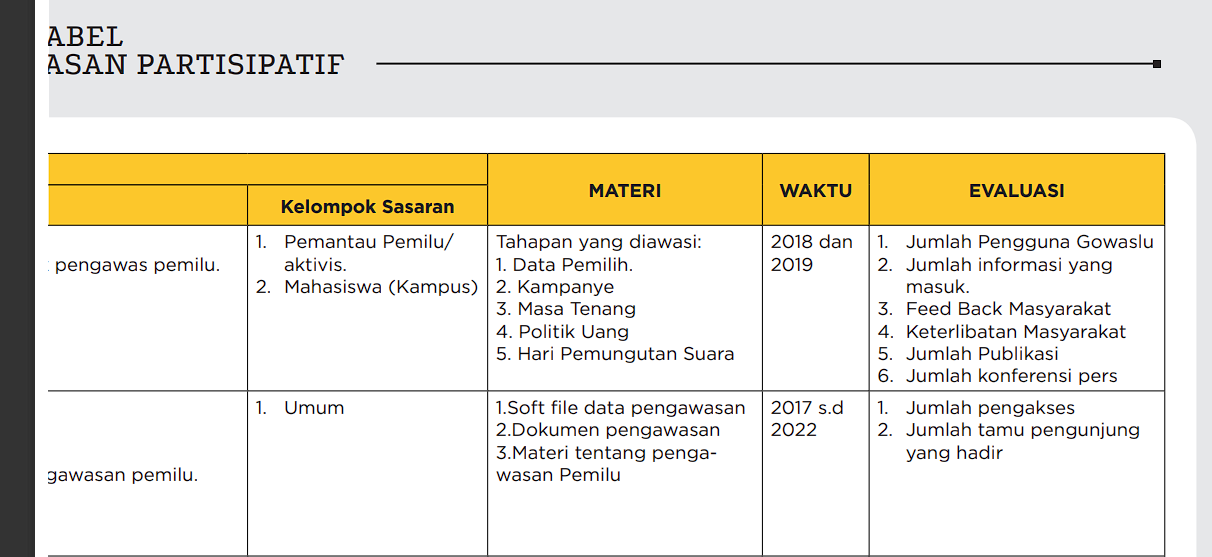 ABEL
ASAN PARTISIPATIF
Kelompok Sasaran
MATERI
WAKTU
EVALUASI
pengawas pemilu.
1. Pemantau Pemilu/
aktivis.
2. Mahasiswa (Kampus)
Tahapan yang diawasi:
1. Data Pemilih.
2. Kampanye
3. Masa Tenang
4. Politik Uang
5. Hari Pemungutan Suara
2018 dan
2019
1. Jumlah Pengguna Gowaslu
2. Jumlah informasi yang
masuk.
3. Feed Back Masyarakat
4. Keterlibatan Masyarakat
5. Jumlah Publikasi
6. Jumlah konferensi pers
gawasan pemilu.
1. Umum
1.Soft file data pengawasan
2.Dokumen pengawasan
3.Materi tentang penga-
wasan Pemilu
2017 s.d
2022
1. Jumlah pengakses
2. Jumlah tamu pengunjung
yang hadir